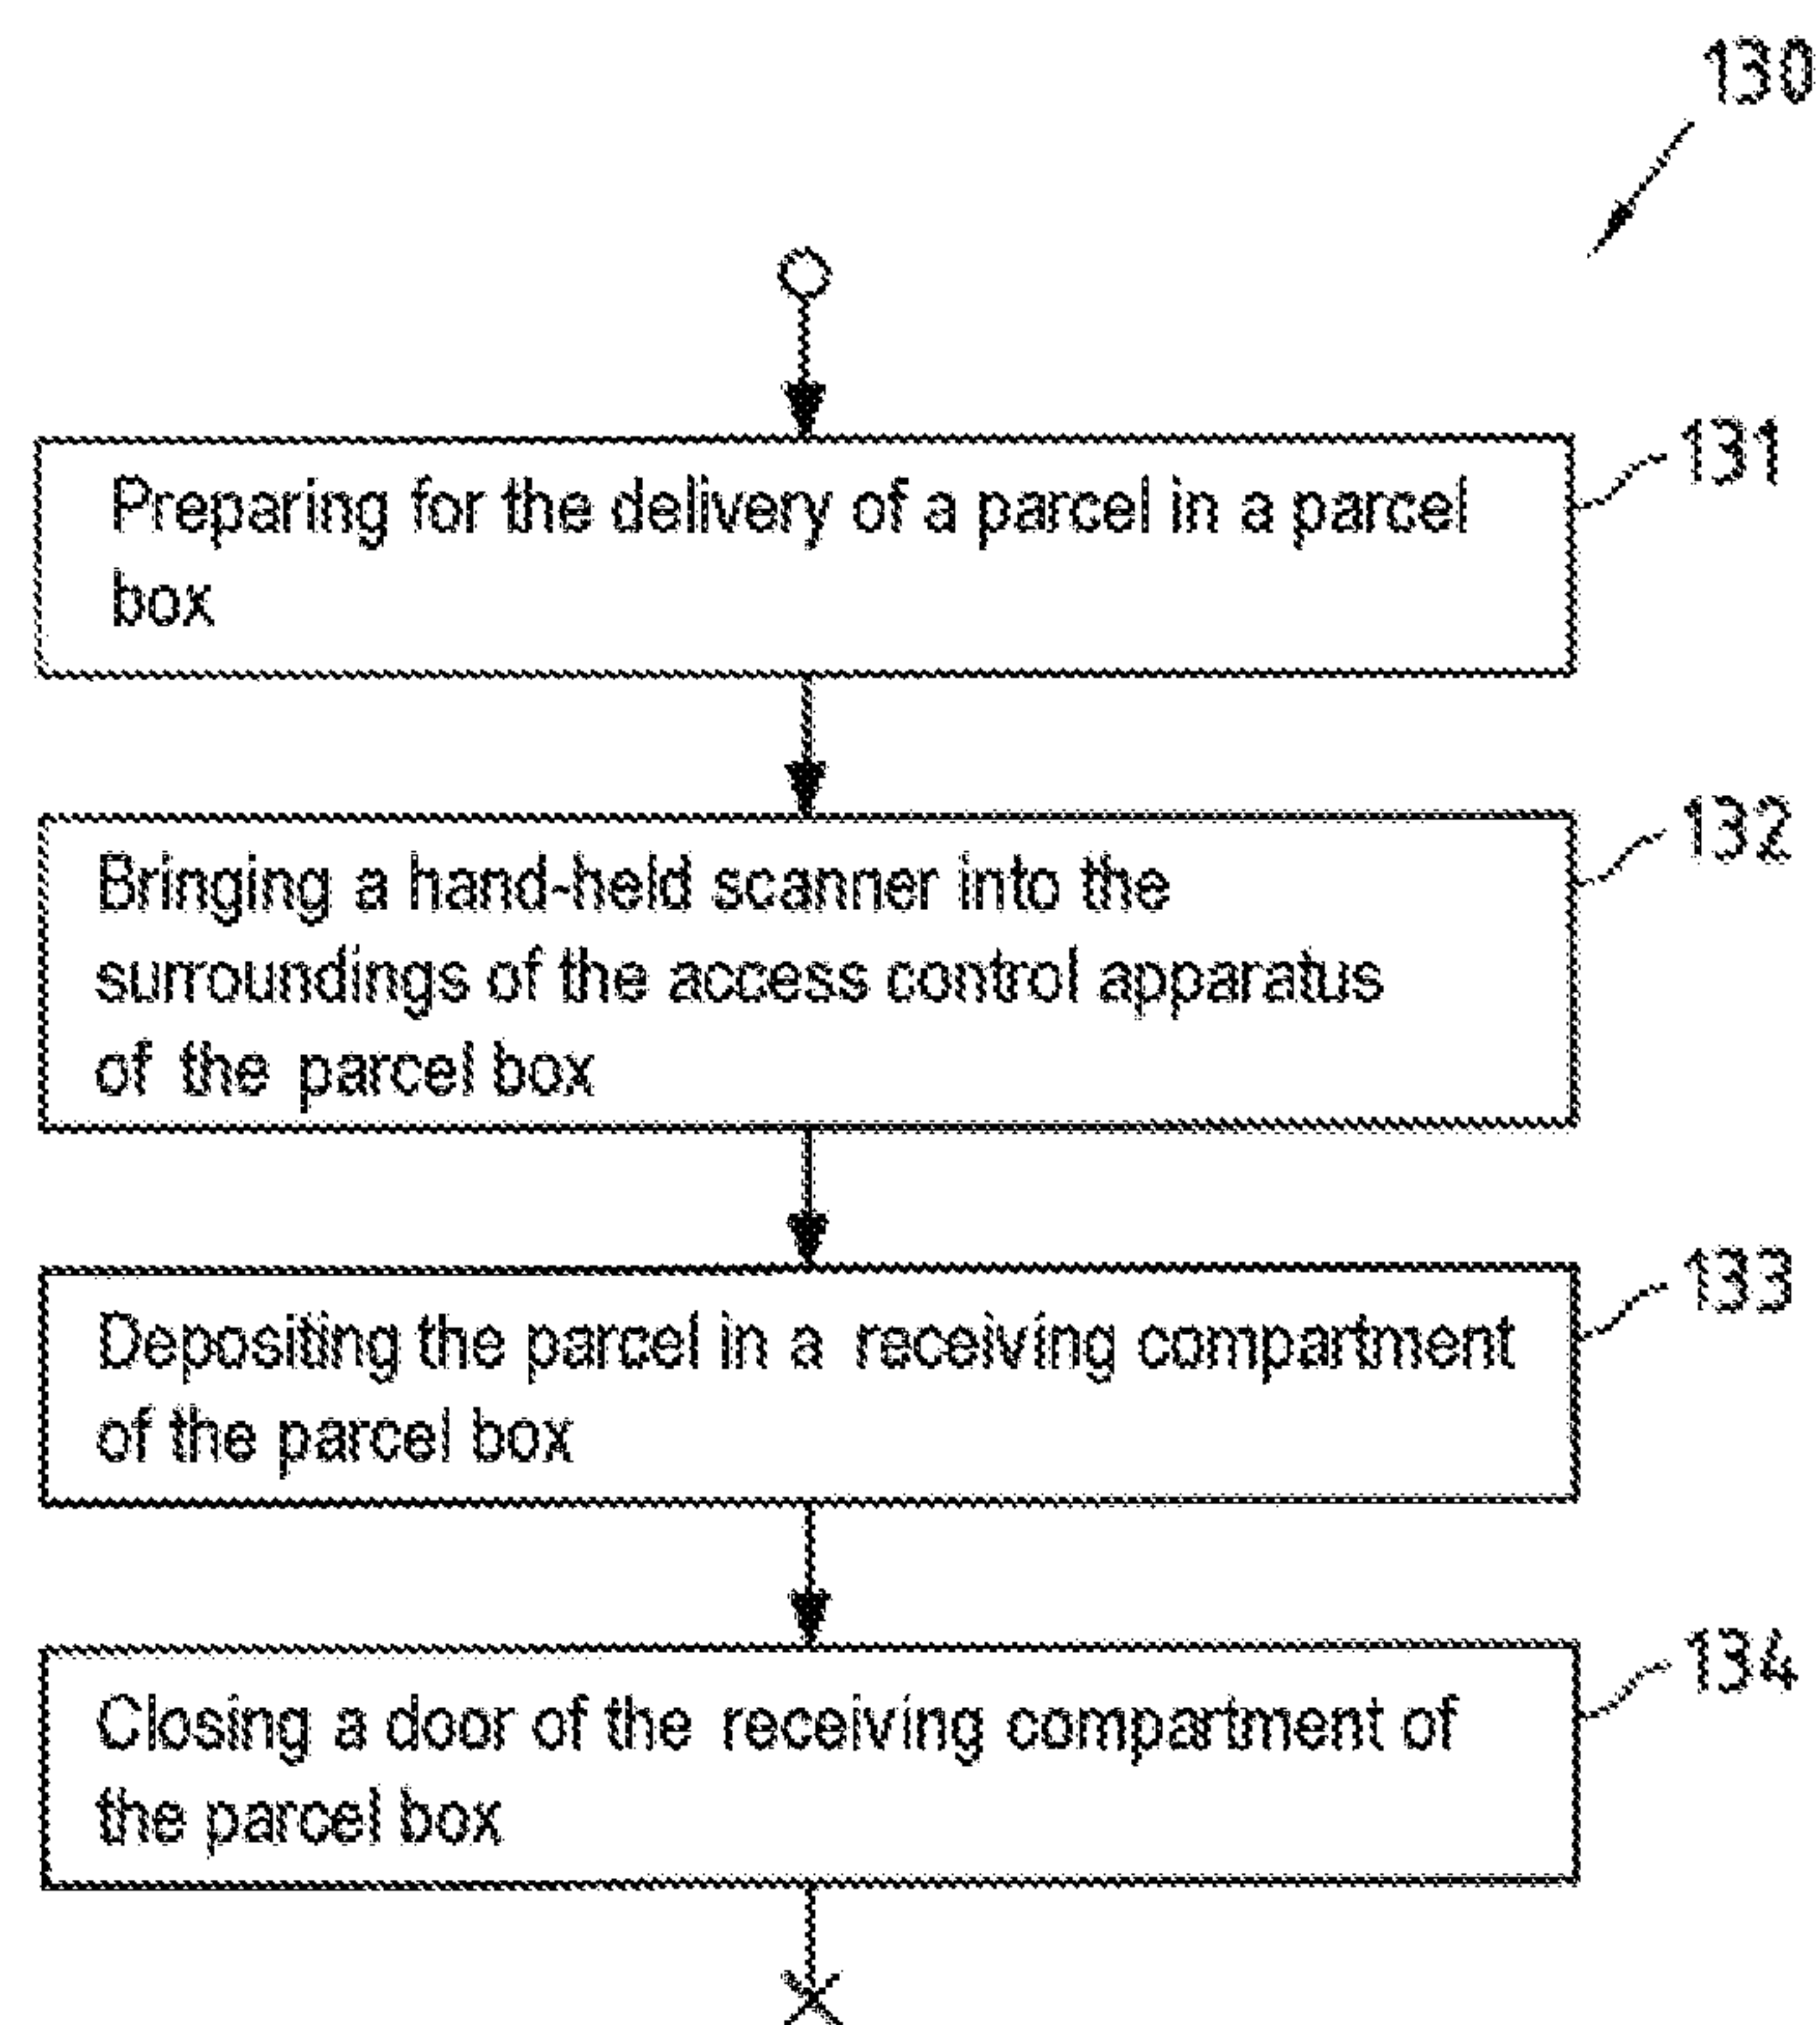 130
Preparing for the delivery of a parcel in a parcel
131
box
Bringing a hand-held scanner into the
132
surroundings of the access control apparatus
of the parcel box
Depositing the parcel in a receiving compartment
133
of the parcel box
Closing a door of the receiving compartment of
134
the parcel box